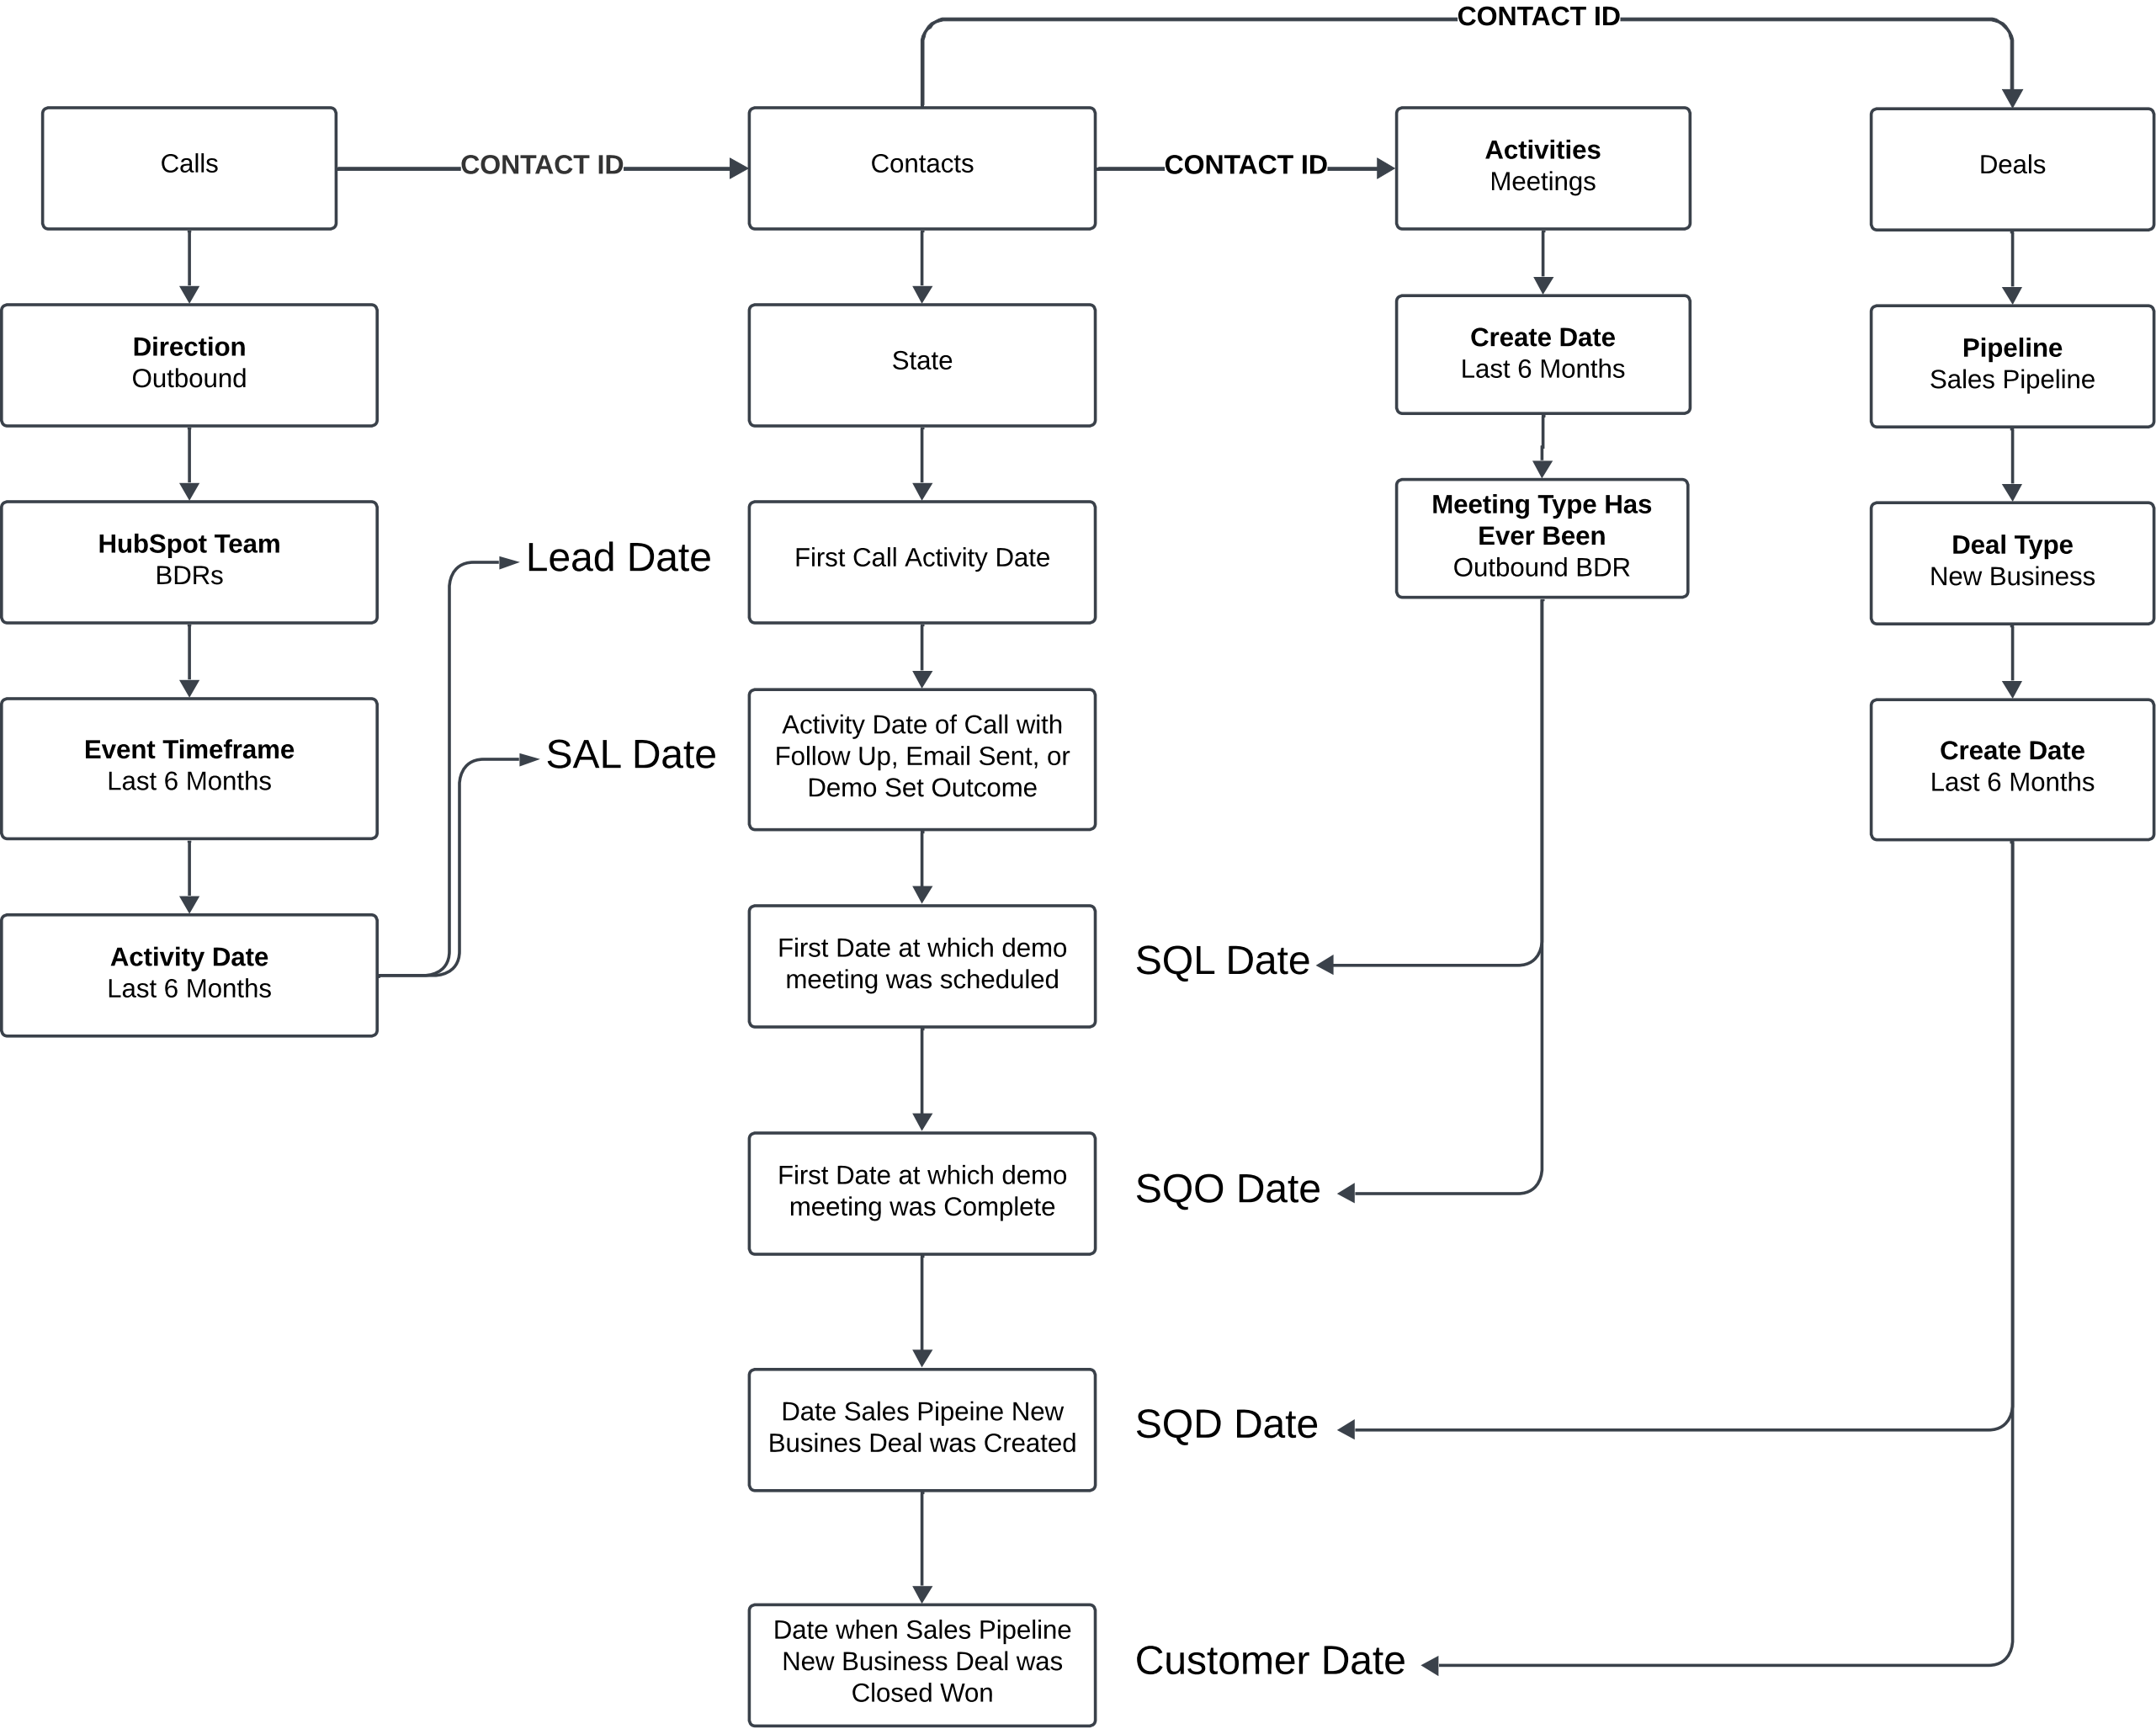 CONTACT ID
Calls
CONTACT ID
Contacts
CONTACT ID
Activities
Meetings
Deals
Direction
Outbound
State
Create Date
Last 6 Months
Pipeline
Sales Pipeline
HubSpot Team
BDRs
Lead Date
First Call Activity Date
Meeting Type Has
Ever Been
Outbound BDR
Deal Type
New Business
Event Timeframe
Last 6 Months
SAL Date
Activity Date of Call with
Follow Up, Email Sent, or
Demo Set Outcome
Create Date
Last 6 Months
Activity Date
Last 6 Months
First Date at which demo
meeting was scheduled
SQL Date
First Date at which demo
meeting was Complete
SQO Date
Date Sales Pipeine New
Busines Deal was Created
SQD Date
Date when Sales Pipeline
New Business Deal was
Closed Won
Customer Date